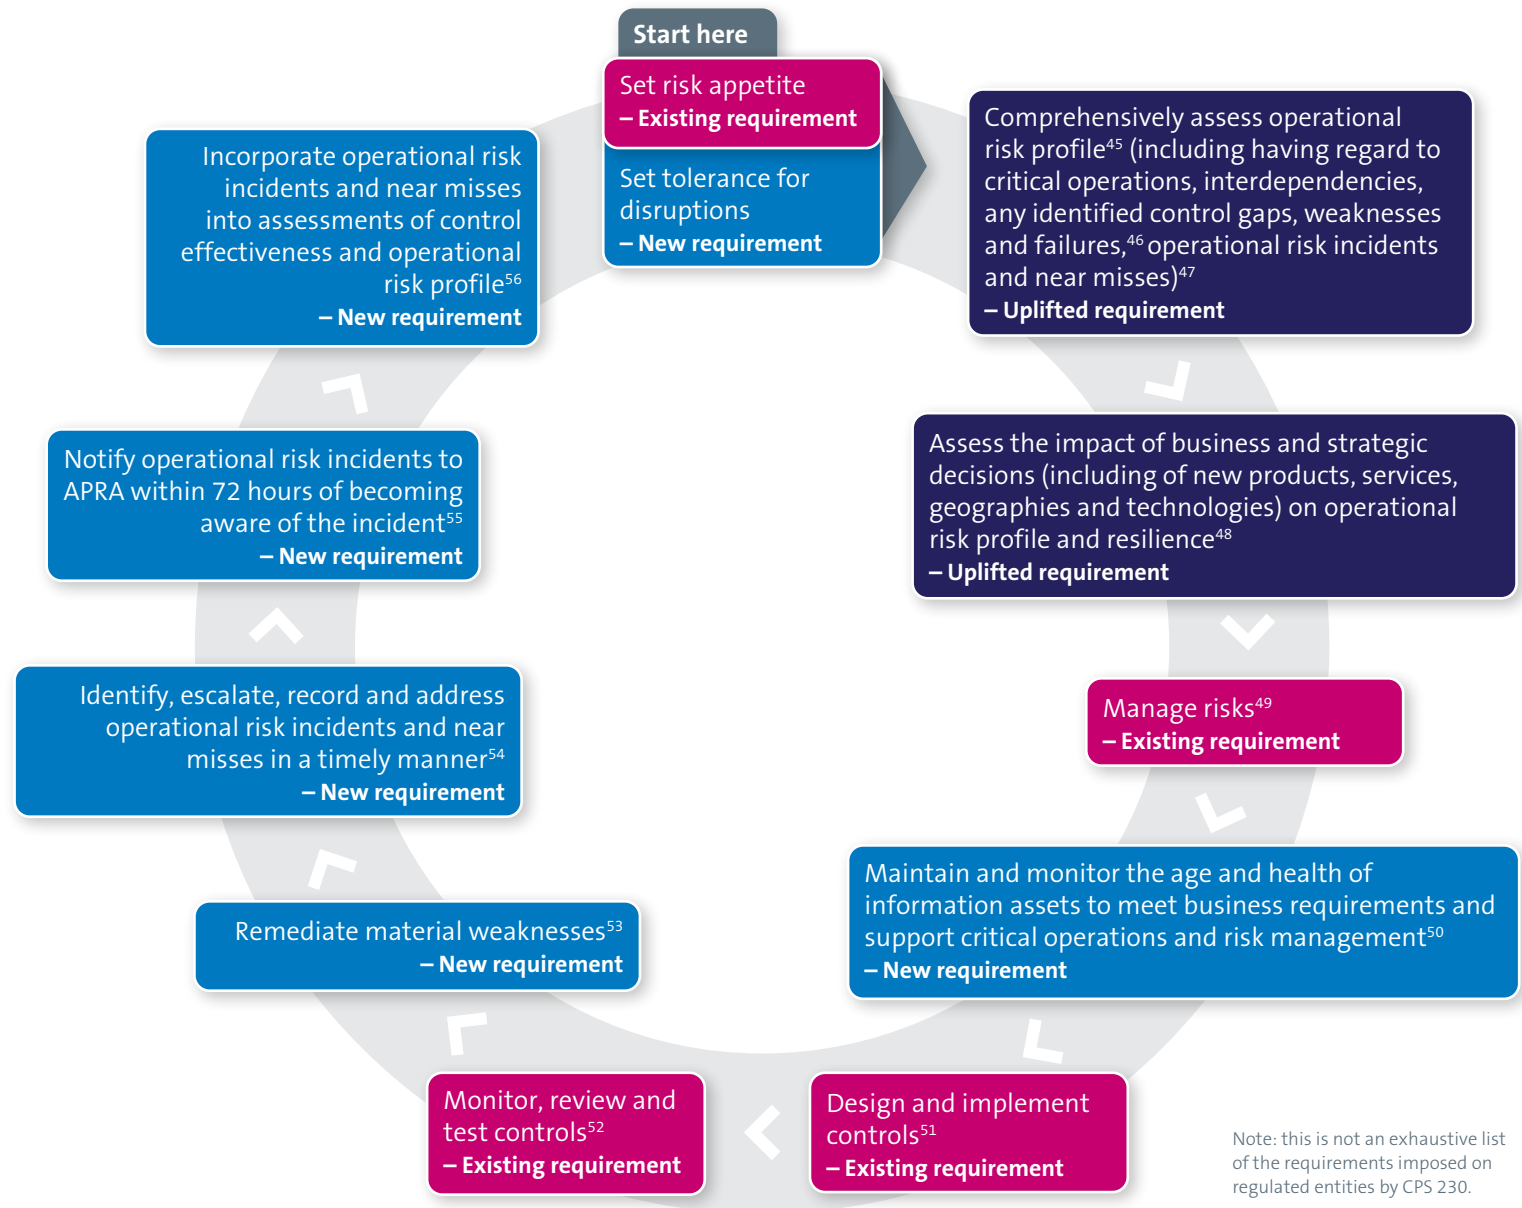 Start here
Set risk appetite
– Existing requirement
Set tolerance for
disruptions
– New requirement
Comprehensively assess operational
risk profile⁴⁵ (including having regard to
critical operations, interdependencies,
any identified control gaps, weaknesses
and failures,⁴⁶ operational risk incidents
and near misses)⁴⁷
– Uplifted requirement
Assess the impact of business and strategic
decisions (including of new products, services,
geographies and technologies) on operational
risk profile and resilience⁴⁸
– Uplifted requirement
Manage risks⁴⁹
– Existing requirement
Maintain and monitor the age and health of
information assets to meet business requirements and
support critical operations and risk management⁵⁰
– New requirement
Design and implement
controls⁵¹
– Existing requirement
Monitor, review and
test controls⁵²
– Existing requirement
Remediate material weaknesses⁵³
– New requirement
Identify, escalate, record and address
operational risk incidents and near
misses in a timely manner⁵⁴
– New requirement
Notify operational risk incidents to
APRA within 72 hours of becoming
aware of the incident⁵⁵
– New requirement
Incorporate operational risk
incidents and near misses
into assessments of control
effectiveness and operational
risk profile⁵⁶
– New requirement
Note: this is not an exhaustive list
of the requirements imposed on
regulated entities by CPS 230.